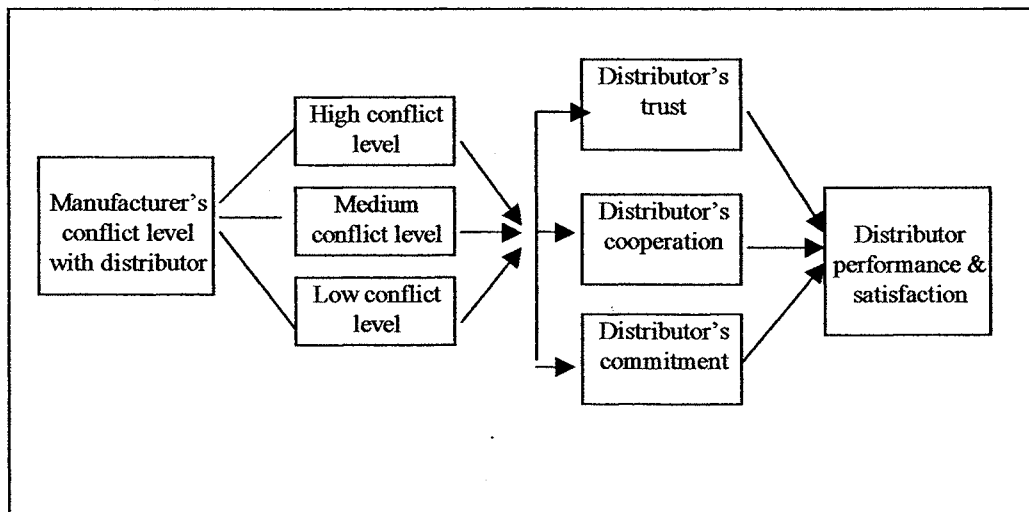 Manufacturer's
conflict level
with distributor
High conflict
level
Medium
conflict level
Low conflict
level
Distributor's
trust
Distributor's
cooperation
Distributor's
commitment
Distributor
performance &
satisfaction